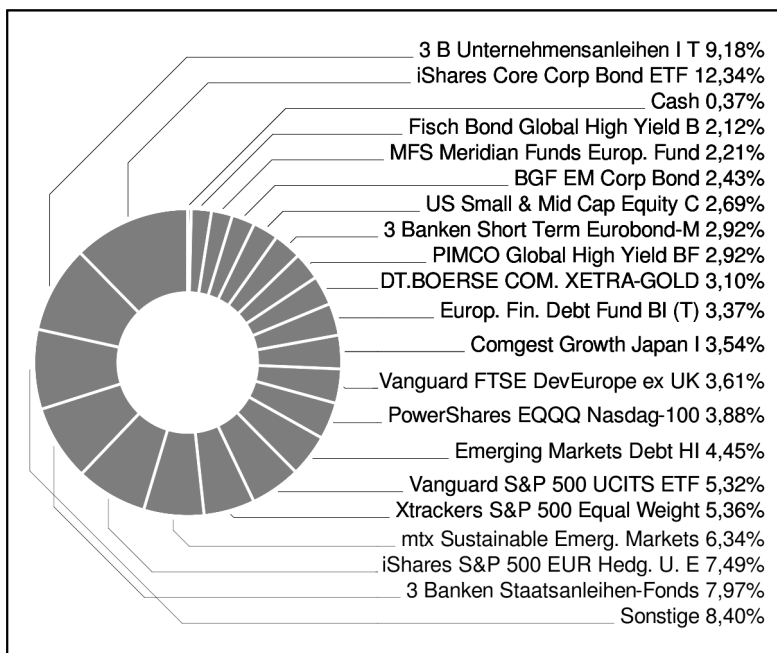 3 B Unternehmensanleihen I T 9,18%
iShares Core Corp Bond ETF 12,34%
Cash 0,37%
Fisch Bond Global High Yield B 2,12%
MFS Meridian Funds Europ. Fund 2,21%
BGF EM Corp Bond 2,43%
US Small & Mid Cap Equity C 2,69%
3 Banken Short Term Eurobond-M 2,92%
PIMCO Global High Yield BF 2,92%
DT.BOERSE COM. XETRA-GOLD 3,10%
Europ. Fin. Debt Fund BI (T) 3,37%
Comgest Growth Japan I 3,54%
Vanguard FTSE DevEurope ex UK 3,61%
PowerShares EQQQ Nasdag-100 3,88%
Emerging Markets Debt HI 4,45%
Vanguard S&P 500 UCITS ETF 5,32%
Xtrackers S&P 500 Equal Weight 5,36%
mtx Sustainable Emerg. Markets 6,34%
iShares S&P 500 EUR Hedg. U. E 7,49%
3 Banken Staatsanleihen-Fonds 7,97%
Sonstige 8,40%